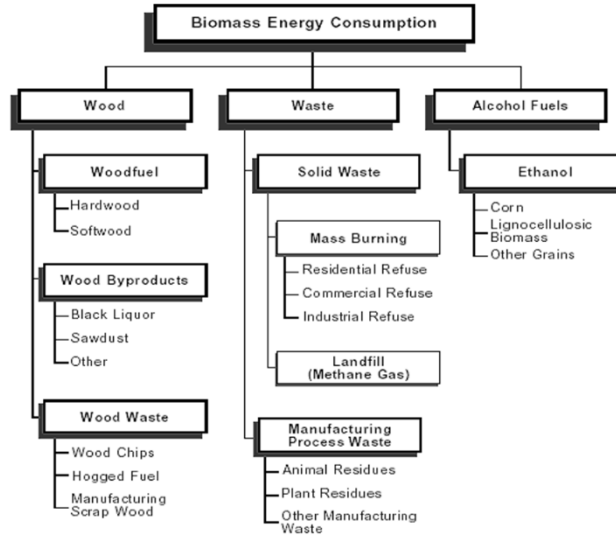 Biomass Energy Consumption
Wood
Waste
Alcohol Fuels
Woodfuel
Hardwood
Softwood
Wood Byproducts
Black Liquor
Sawdust
Other
Wood Waste
Wood Chips
Hogged Fuel
Manufacturing
Scrap Wood
Solid Waste
Mass Burning
Residential Refuse
Commercial Refuse
Industrial Refuse
Landfill
(Methane Gas)
Manufacturing
Process Waste
Animal Residues
Plant Residues
Other Manufacturing
Waste
Ethanol
Corn
Lignocellulosic
Biomass
Other Grains